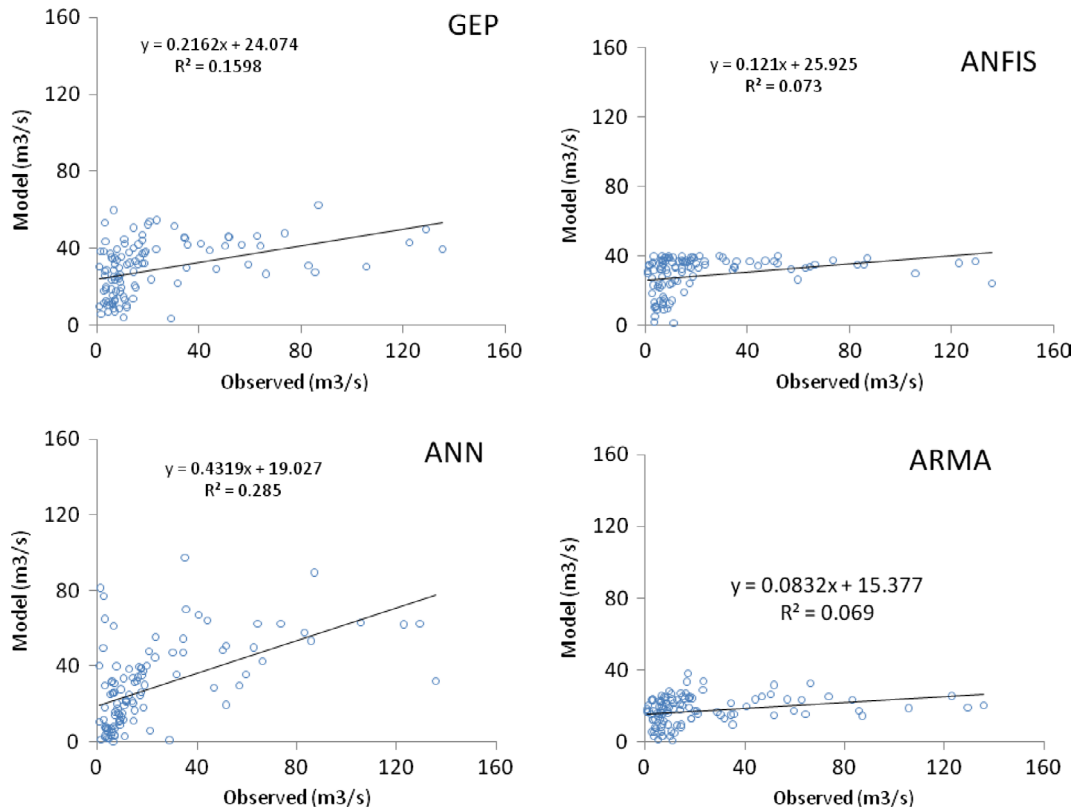 GEP
y = 0.2162x + 24.074
R² = 0.1598
160
120
80
40
0
Model (m3/s)
0 40 80 120 160
Observed (m3/s)
ANFIS
y = 0.121x + 25.925
R² = 0.073
160
120
80
40
0
Model (m3/s)
0 40 80 120 160
Observed (m3/s)
ANN
y = 0.4319x + 19.027
R² = 0.285
160
120
80
40
0
Model (m3/s)
0 40 80 120 160
Observed (m3/s)
ARMA
y = 0.0832x + 15.377
R² = 0.069
160
120
80
40
0
Model (m3/s)
0 40 80 120 160
Observed (m3/s)